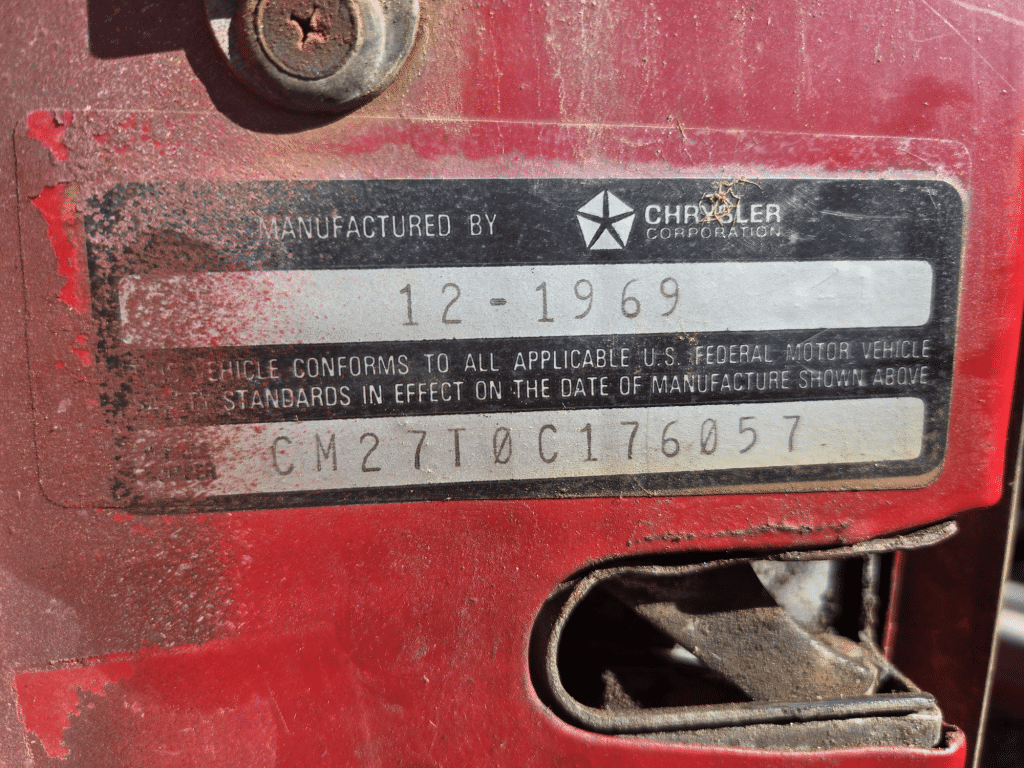 MANUFACTURED BY CHRYSLER CORPORATION
12-1969
VEHICLE CONFORMS TO ALL APPLICABLE U.S. FEDERAL MOTOR VEHICLE
STANDARDS IN EFFECT ON THE DATE OF MANUFACTURE SHOWN ABOVE
CM27T0C176057